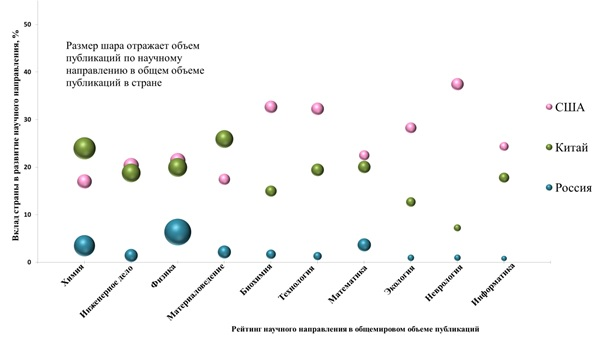 Вклад страны в развитие научного направления, %
50
40
30
20
10
0
Размер шара отражает объем
публикаций по научному
направлению в общем объеме
публикаций в стране
США
Китай
Россия
Химия
Инженерное дело
Физика
Материаловедение
Биохимия
Технология
Математика
Экология
Неврология
Информатика
Рейтинг научного направления в общемировом объеме публикаций